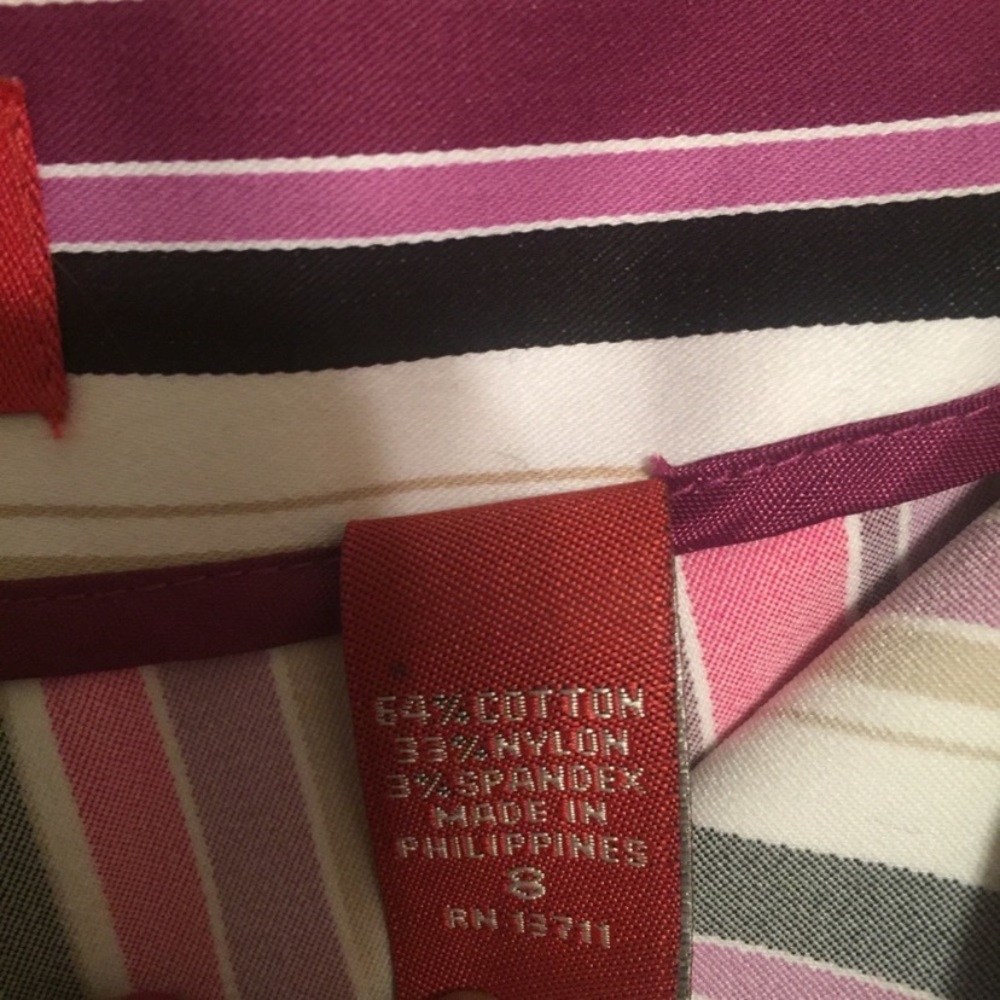 64% COTTON
33% NYLON
3% SPANDEX
MADE IN
PHILIPPINES
8
RN 13711